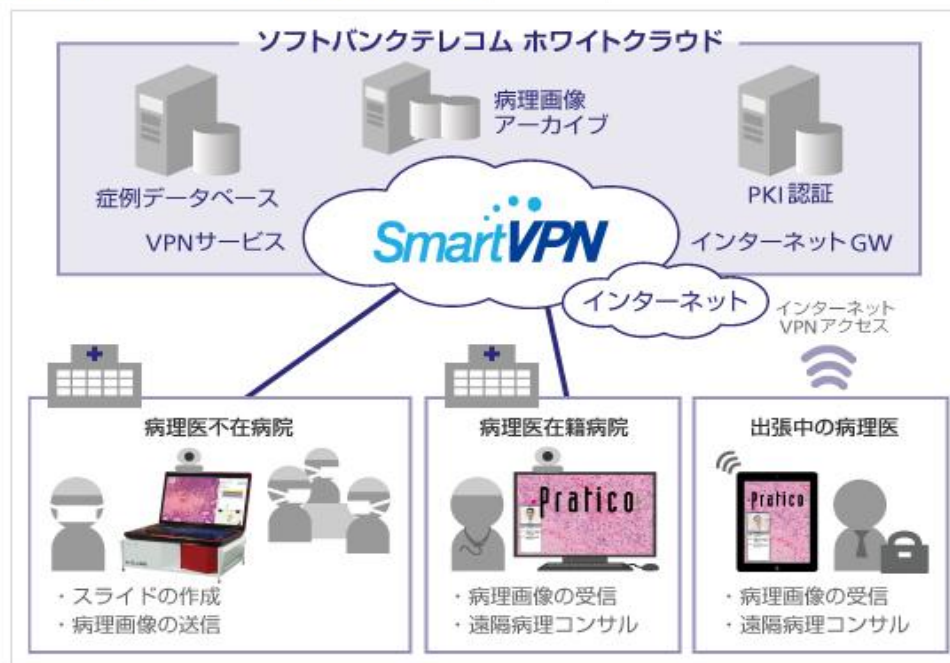 ソフトバンクテレコム ホワイトクラウド
病理画像
アーカイブ
症例データベース
PKI認証
VPNサービス
SmartVPN
インターネットGW
インターネット
インターネット
VPNアクセス
病理医不在病院
・スライドの作成
・病理画像の送信
病理医在籍病院
Pratico
・病理画像の受信
・遠隔病理コンサル
出張中の病理医
Pratico
・病理画像の受信
・遠隔病理コンサル